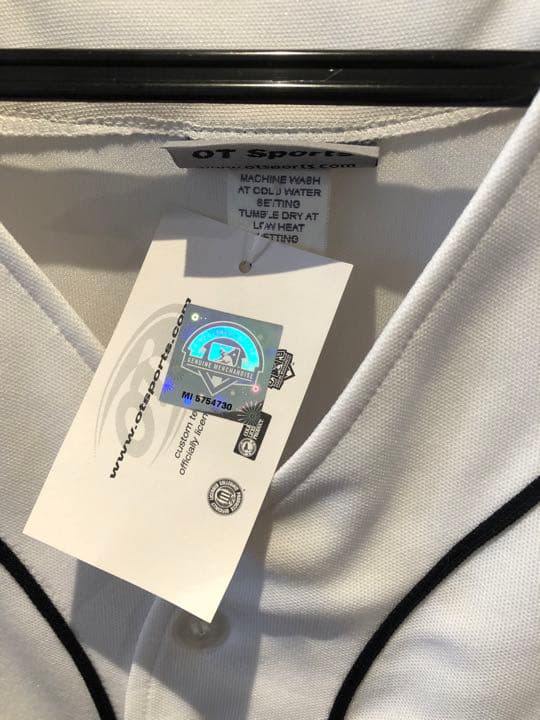 OT Sports
www.otsports.com
MACHINE WASH
AT COLD WATER
SETTING
TUMBLE DRY AT
LOW HEAT
SETTING
www.otsports.com
GENUINE MERCHANDISE
MI 5754730
custom te
officially licen